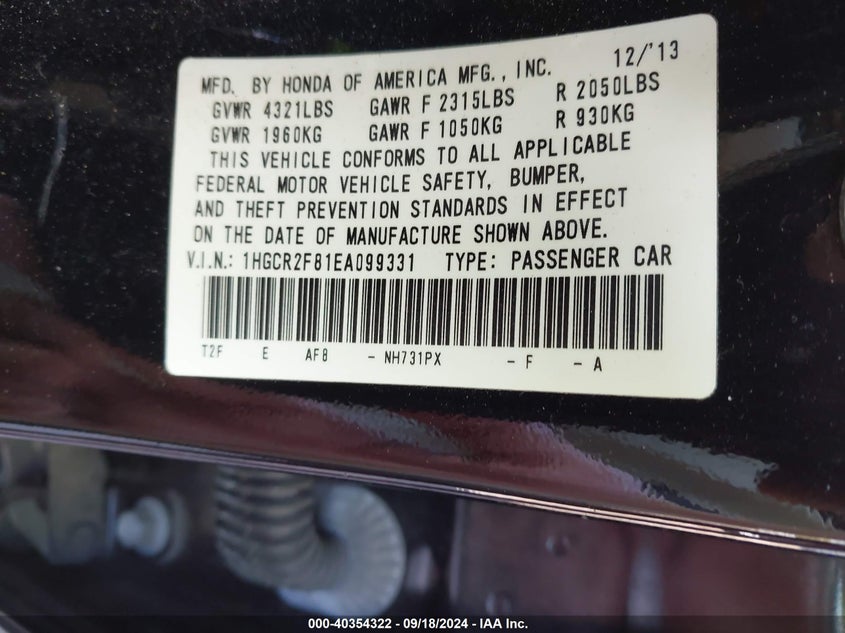 12/'13
MFD. BY HONDA OF AMERICA MFG., INC.
GVWR 4321LBS GAWR F 2315LBS R 2050LBS
GVWR 1960KG GAWR F 1050KG R 930KG
THIS VEHICLE CONFORMS TO ALL APPLICABLE
FEDERAL MOTOR VEHICLE SAFETY, BUMPER,
AND THEFT PREVENTION STANDARDS IN EFFECT
ON THE DATE OF MANUFACTURE SHOWN ABOVE.
V.I.N.: 1HGCR2F81EA099331 TYPE: PASSENGER CAR
T2F E AF8 - NH731PX - F - A
000-40354322 - 09/18/2024 - IAA Inc.